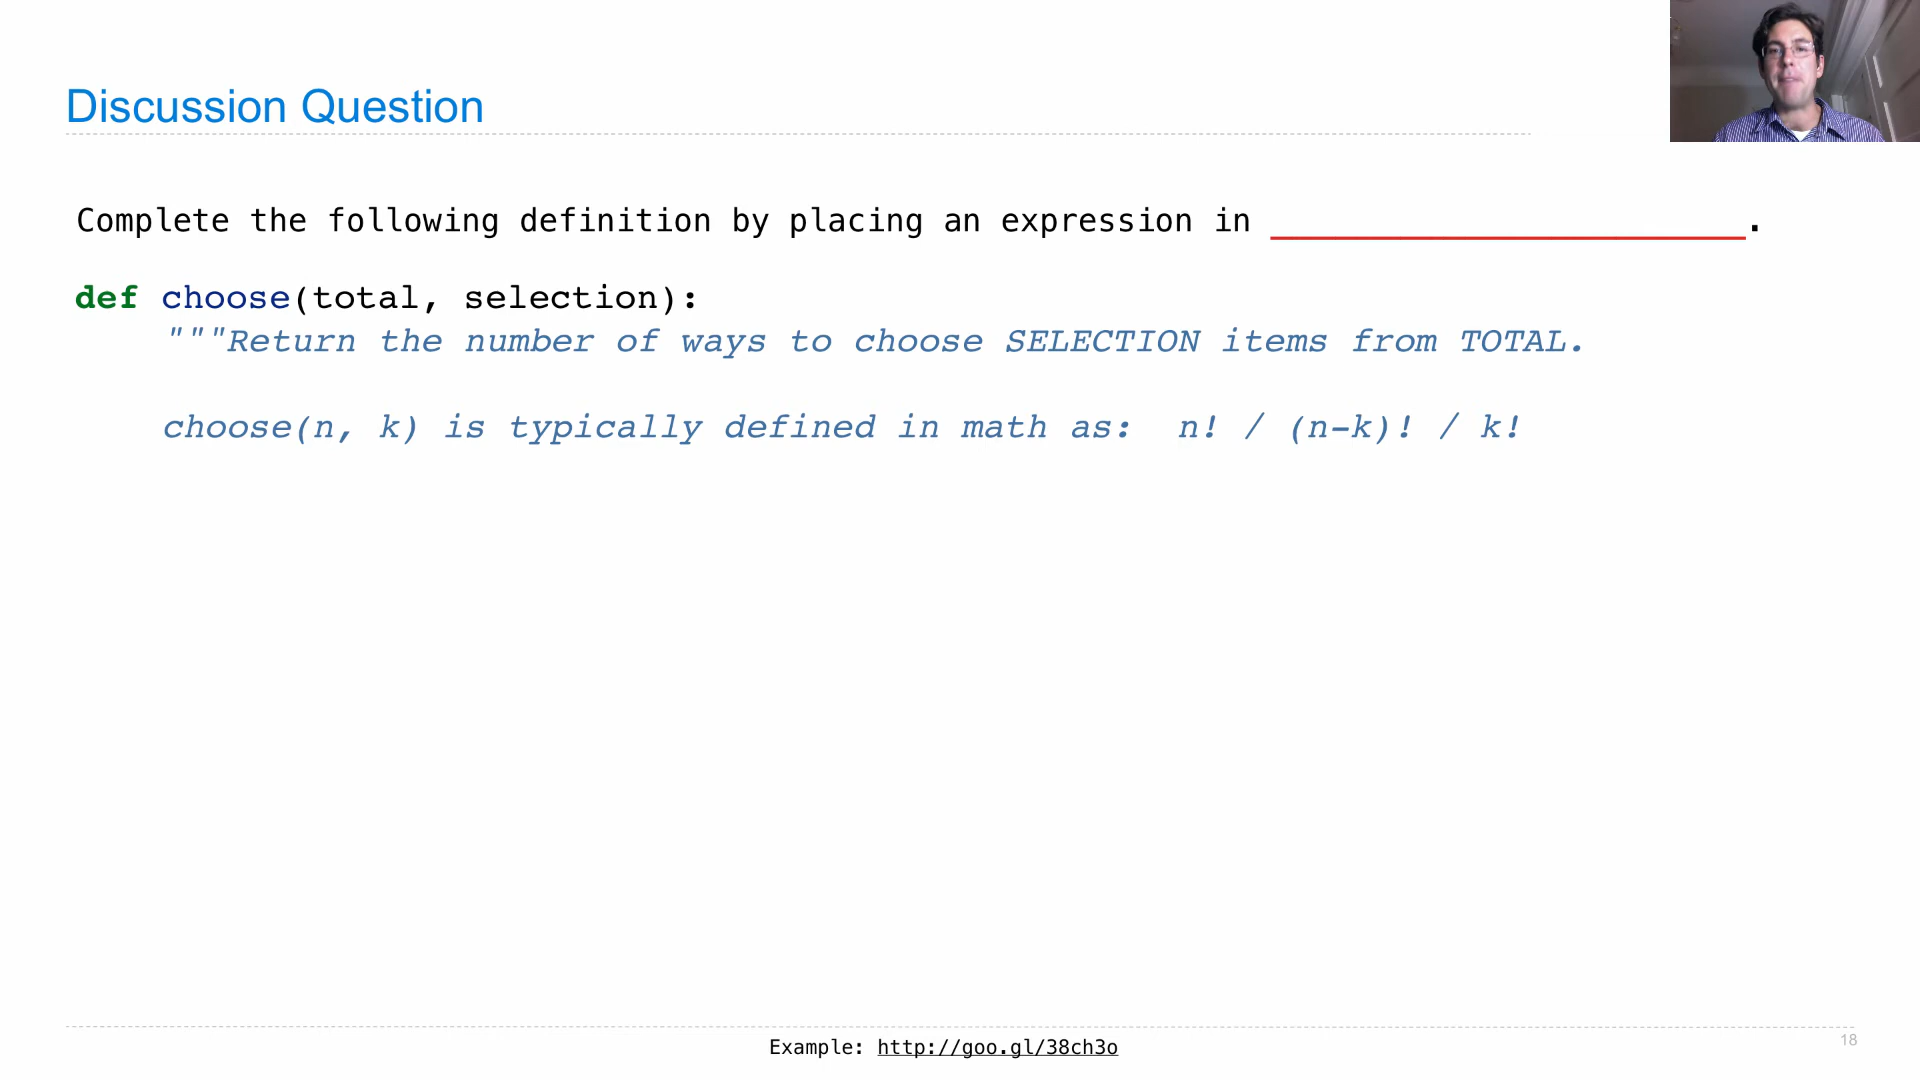 Discussion Question
Complete the following definition by placing an expression in _________________________.
def choose(total, selection):
"""Return the number of ways to choose SELECTION items from TOTAL.
choose(n, k) is typically defined in math as:  n! / (n-k)! / k!
Example: http://goo.gl/38ch3o
18